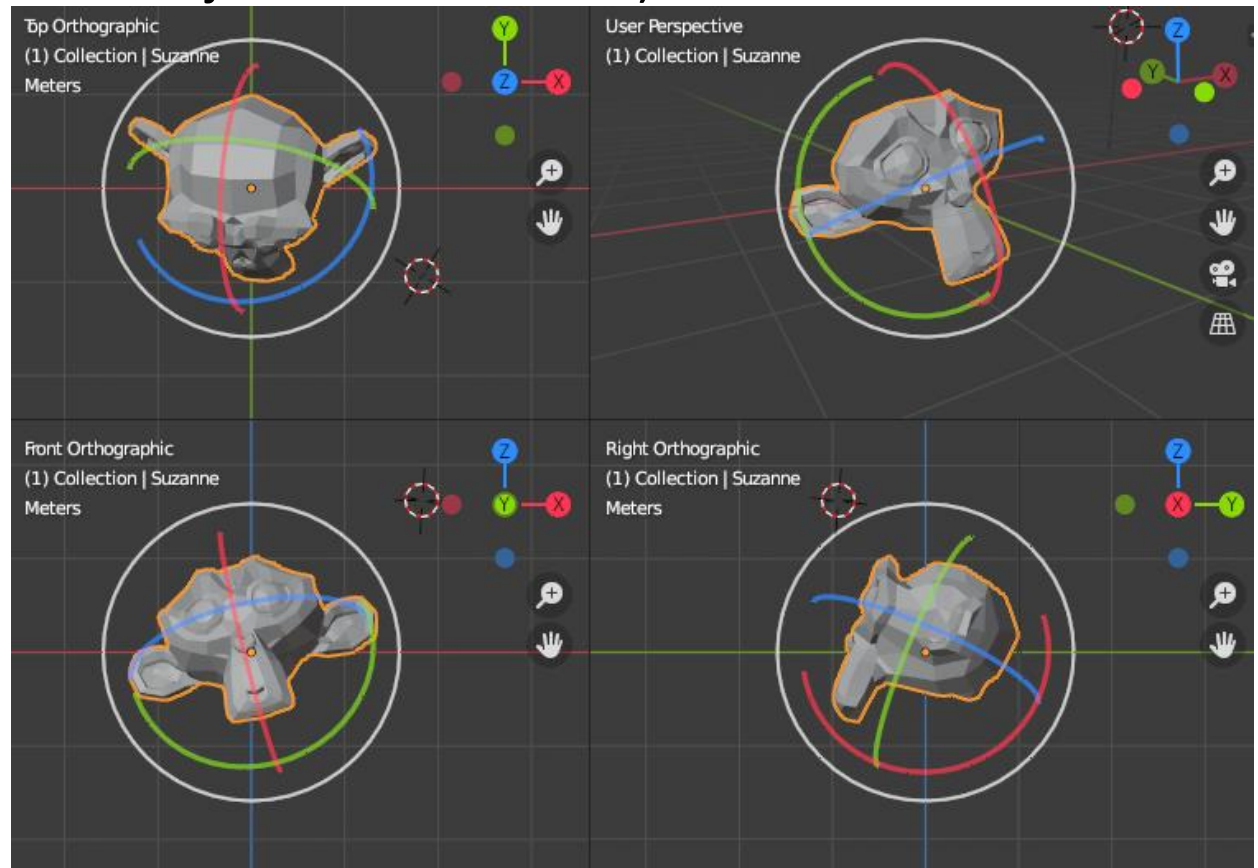 Top Orthographic
(1) Collection | Suzanne
Meters
Y
Z
X
User Perspective
(1) Collection | Suzanne
Z
Y
X
Front Orthographic
(1) Collection | Suzanne
Meters
Z
Y
X
Right Orthographic
(1) Collection | Suzanne
Meters
Z
X
Y